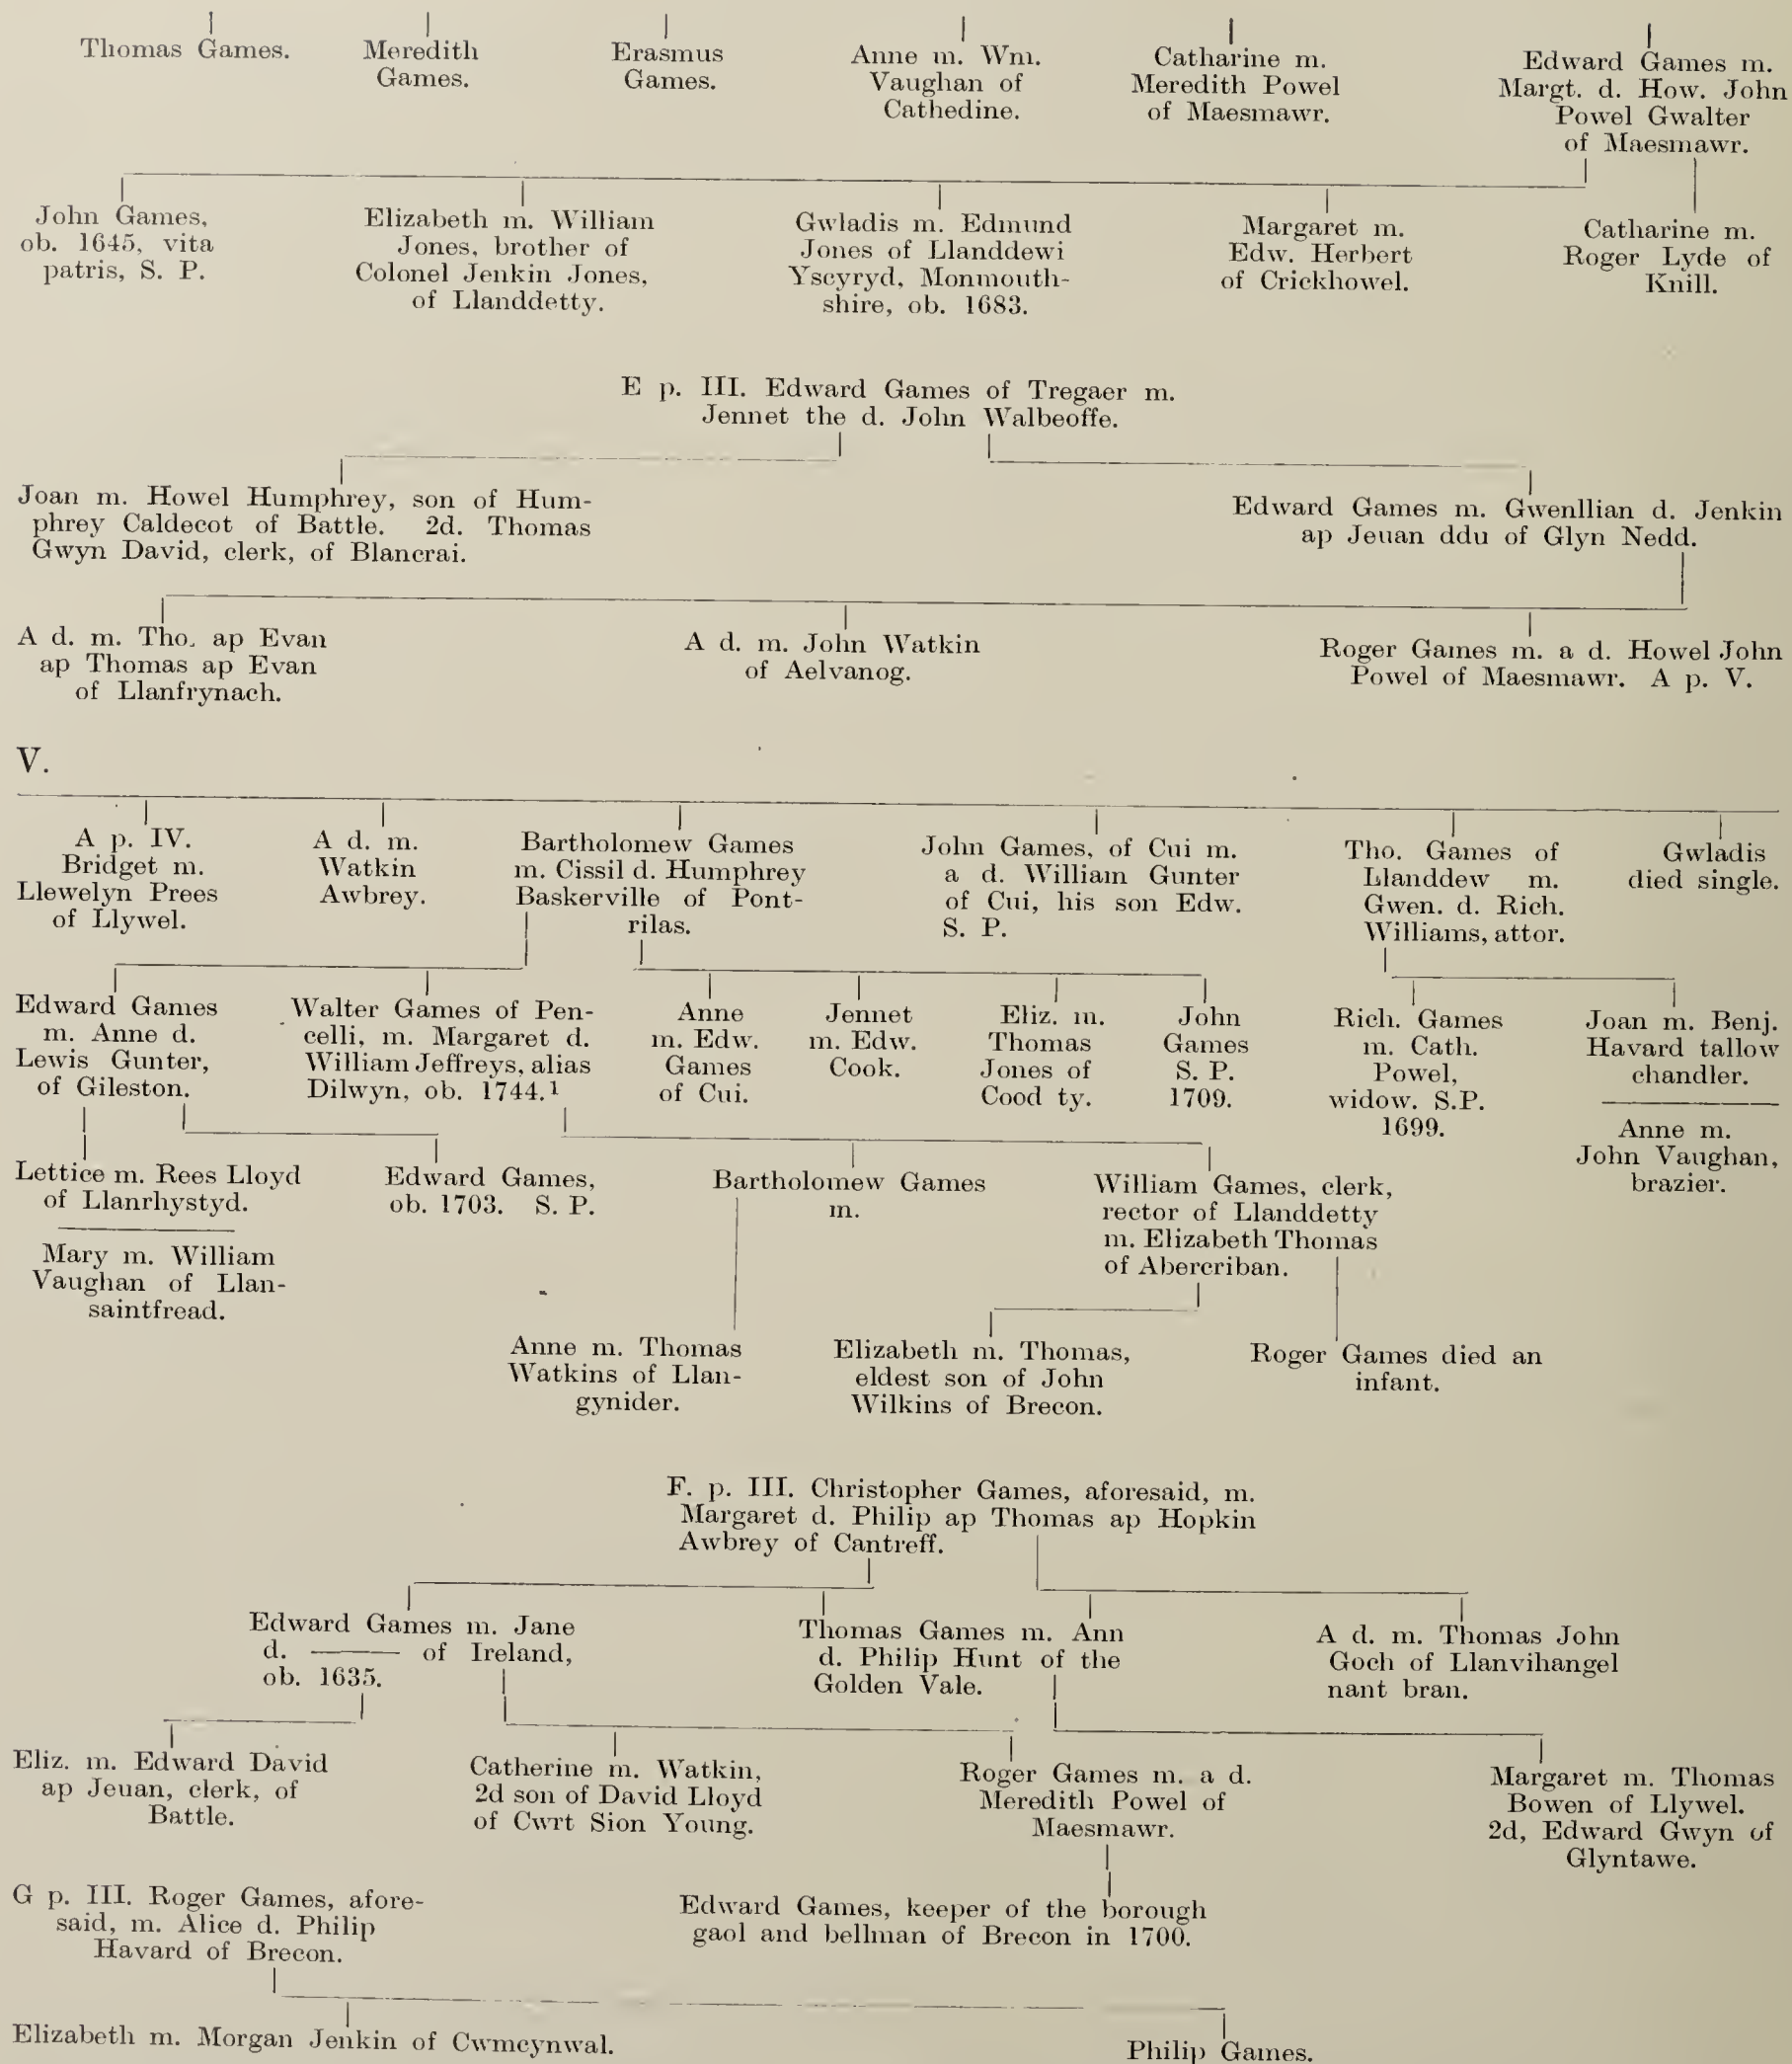 Thomas Games.
Meredith
Games.
Erasmus
Games.
Anne m. Wm.
Vaughan of
Cathedine.
Catharine m.
Meredith Powel
of Maesmawr.
Edward Games m.
Margt. d. How. John
Powel Gwalter
of Maesmawr.
John Games,
ob. 1645, vita
patris, S. P.
Elizabeth m. William
Jones, brother of
Colonel Jenkin Jones,
of Llanddetty.
Gwladis m. Edmund
Jones of Llanddewi
Yscyryd, Monmouth-
shire, ob. 1683.
Margaret m.
Edw. Herbert
of Crickhowel.
Catharine m.
Roger Lyde of
Knill.
E p. III. Edward Games of Tregaer m.
Jennet the d. John Walbeoffe.
Joan m. Howel Humphrey, son of Hum-
phrey Caldecot of Battle. 2d. Thomas
Gwyn David, clerk, of Blancrai.
Edward Games m. Gwenllian d. Jenkin
ap Jeuan ddu of Glyn Nedd.
A d. m. Tho. ap Evan
ap Thomas ap Evan
of Llanfrynach.
A d. m. John Watkin
of Aelvanog.
Roger Games m. a d. Howel John
Powel of Maesmawr. A p. V.
V.
A p. IV.
Bridget m.
Llewelyn Prees
of Llywel.
A d. m.
Watkin
Awbrey.
Bartholomew Games
m. Cissil d. Humphrey
Baskerville of Pont-
rilas.
John Games, of Cui m.
a d. William Gunter
of Cui, his son Edw.
S. P.
Tho. Games of
Llanddew m.
Gwen. d. Rich.
Williams, attor.
Gwladis
died single.
Edward Games
m. Anne d.
Lewis Gunter,
of Gileston.
Walter Games of Pen-
celli, m. Margaret d.
William Jeffreys, alias
Dilwyn, ob. 1744.¹
Anne
m. Edw.
Games
of Cui.
Jennet
m. Edw.
Cook.
Eliz. m.
Thomas
Jones of
Cood ty.
John
Games
S. P.
1709.
Rich. Games
m. Cath.
Powel,
widow. S.P.
1699.
Joan m. Benj.
Havard tallow
chandler.
Anne m.
John Vaughan,
brazier.
Lettice m. Rees Lloyd
of Llanrhystyd.
Mary m. William
Vaughan of Llan-
saintfread.
Edward Games,
ob. 1703. S. P.
Bartholomew Games
m.
William Games, clerk,
rector of Llanddetty
m. Elizabeth Thomas
of Abercriban.
Anne m. Thomas
Watkins of Llan-
gynider.
Elizabeth m. Thomas,
eldest son of John
Wilkins of Brecon.
Roger Games died an
infant.
F. p. III. Christopher Games, aforesaid, m.
Margaret d. Philip ap Thomas ap Hopkin
Awbrey of Cantreff.
Edward Games m. Jane
d. ——— of Ireland,
ob. 1635.
Thomas Games m. Ann
d. Philip Hunt of the
Golden Vale.
A d. m. Thomas John
Goch of Llanvihangel
nant bran.
Eliz. m. Edward David
ap Jeuan, clerk, of
Battle.
Catherine m. Watkin,
2d son of David Lloyd
of Cwrt Sion Young.
Roger Games m. a d.
Meredith Powel of
Maesmawr.
Margaret m. Thomas
Bowen of Llywel.
2d, Edward Gwyn of
Glyntawe.
Edward Games, keeper of the borough
gaol and bellman of Brecon in 1700.
G p. III. Roger Games, afore-
said, m. Alice d. Philip
Havard of Brecon.
Elizabeth m. Morgan Jenkin of Cwmcynwal.
Philip Games.